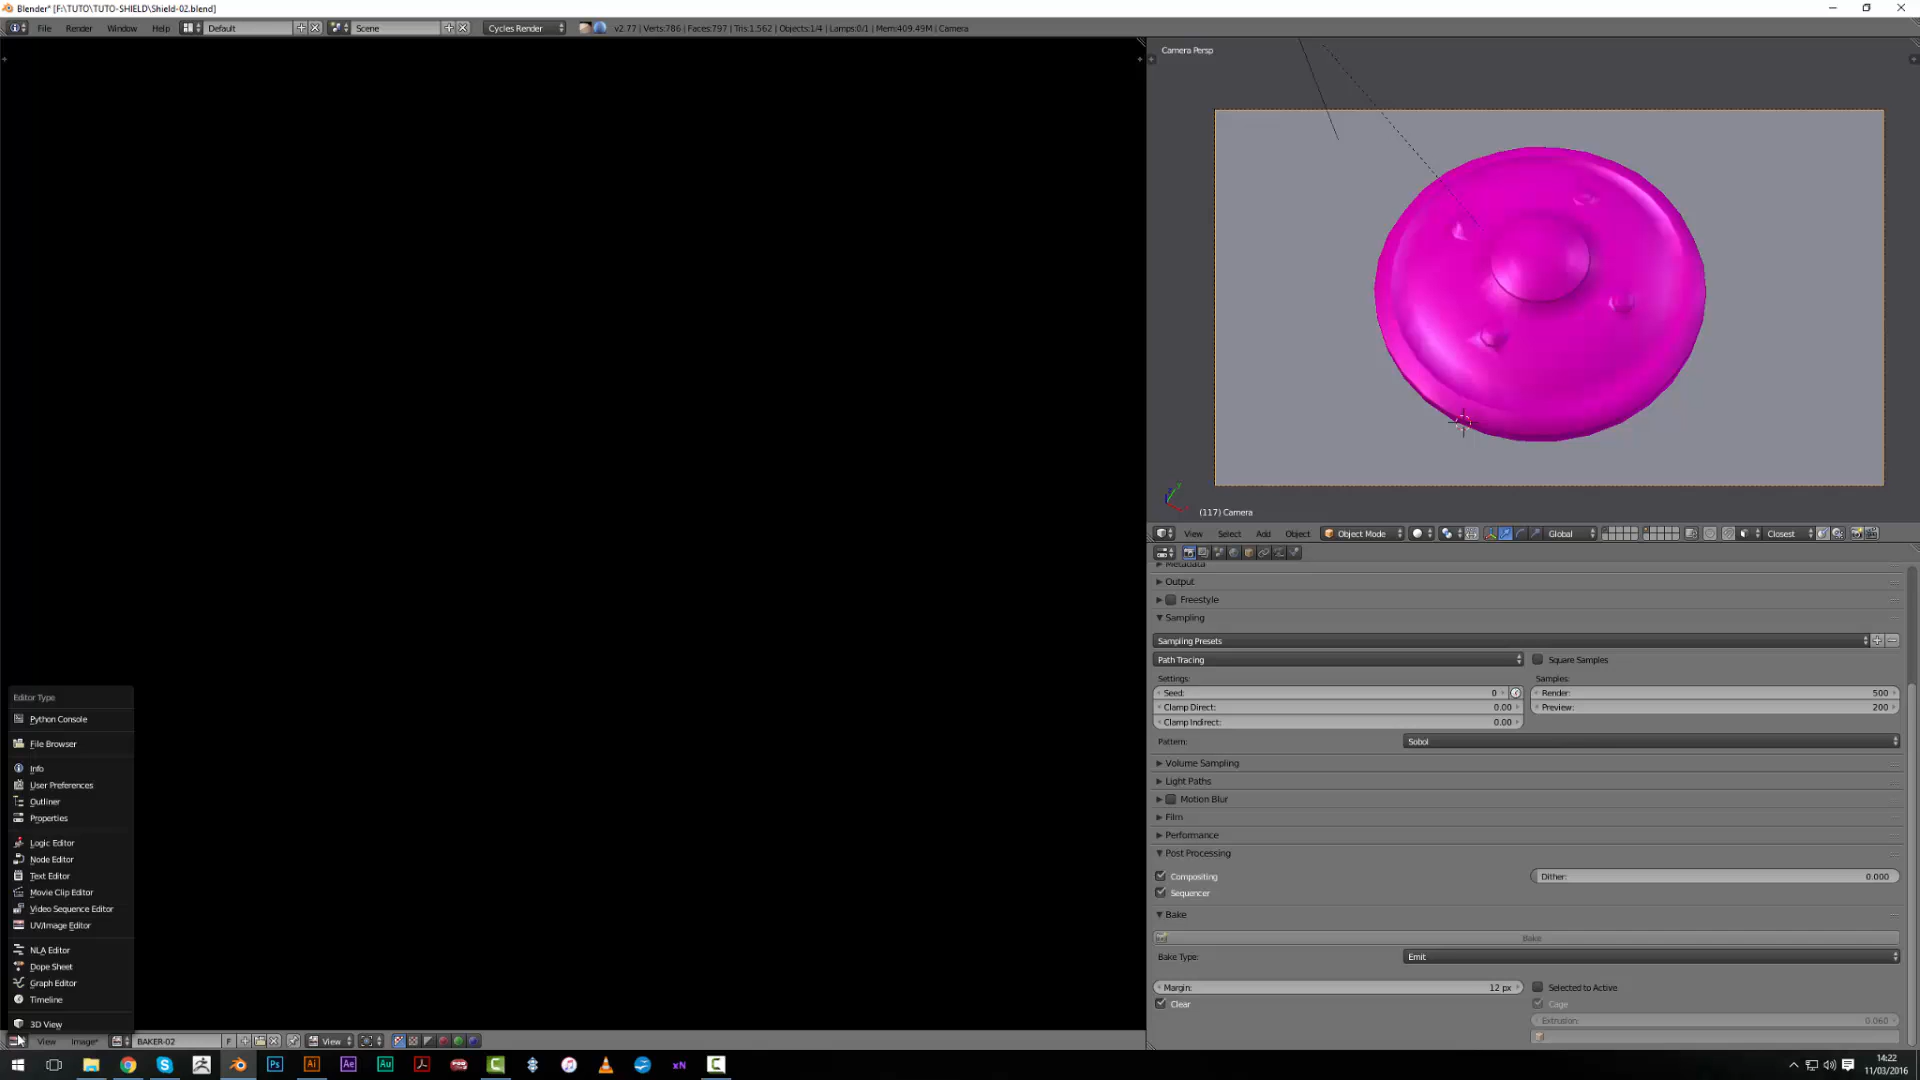 Blender* [F:\TUTO\TUTO-SHIELD\Shield-02.blend]
File Render Window Help Default Scene Cycles Render v2.77 | Verts:786 | Faces:797 | Tris:1,562 | Objects:1/4 | Lamps:0/1 | Mem:409.49M | Camera
Camera Persp
(117) Camera
View Select Add Object Object Mode Global Closest
Metadata
Output
Freestyle
Sampling
Sampling Presets
Path Tracing
Square Samples
Settings:
Samples:
Seed: 0
Render: 500
Clamp Direct: 0.00
Preview: 200
Clamp Indirect: 0.00
Pattern: Sobol
Volume Sampling
Light Paths
Motion Blur
Film
Performance
Post Processing
Compositing
Dither: 0.000
Sequencer
Bake
Bake
Bake Type: Emit
Margin: 12 px
Selected to Active
Clear
Cage
Extrusion: 0.060
Editor Type
Python Console
File Browser
Info
User Preferences
Outliner
Properties
Logic Editor
Node Editor
Text Editor
Movie Clip Editor
Video Sequence Editor
UV/Image Editor
NLA Editor
Dope Sheet
Graph Editor
Timeline
3D View
View Image* BAKER-02 F View
Ps Ai Ae Au xN
14:22
11/03/2016